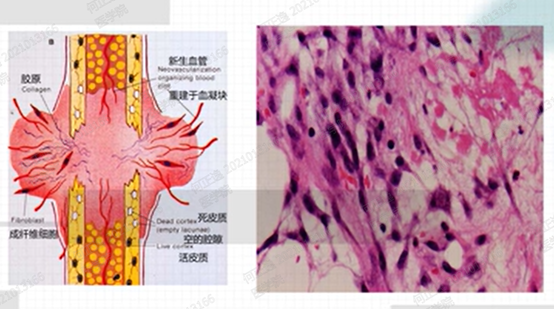 新生血管
Neovascularization
organizing blood
clot
重建于血凝块
胶原
Collagen
Fibroblast
成纤维细胞
Dead cortex 死皮质
(empty lacunae)
空的腔隙
Live cortex
活皮质